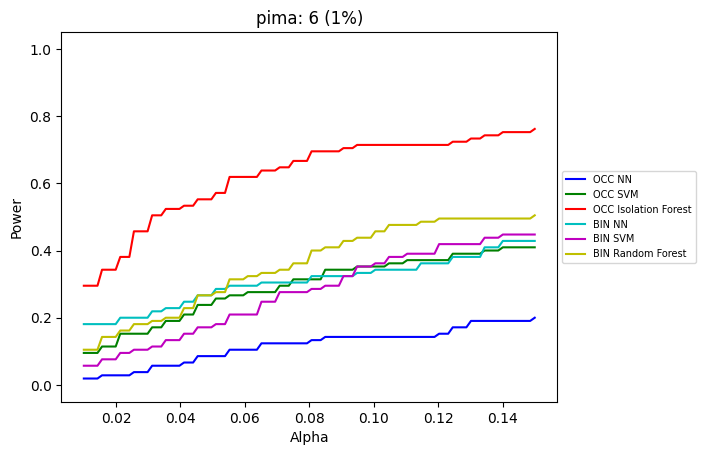 pima: 6 (1%)
1.0
0.8
0.6
0.4
0.2
0.0
Power
0.02
0.04
0.06
0.08
0.10
0.12
0.14
Alpha
OCC NN
OCC SVM
OCC Isolation Forest
BIN NN
BIN SVM
BIN Random Forest